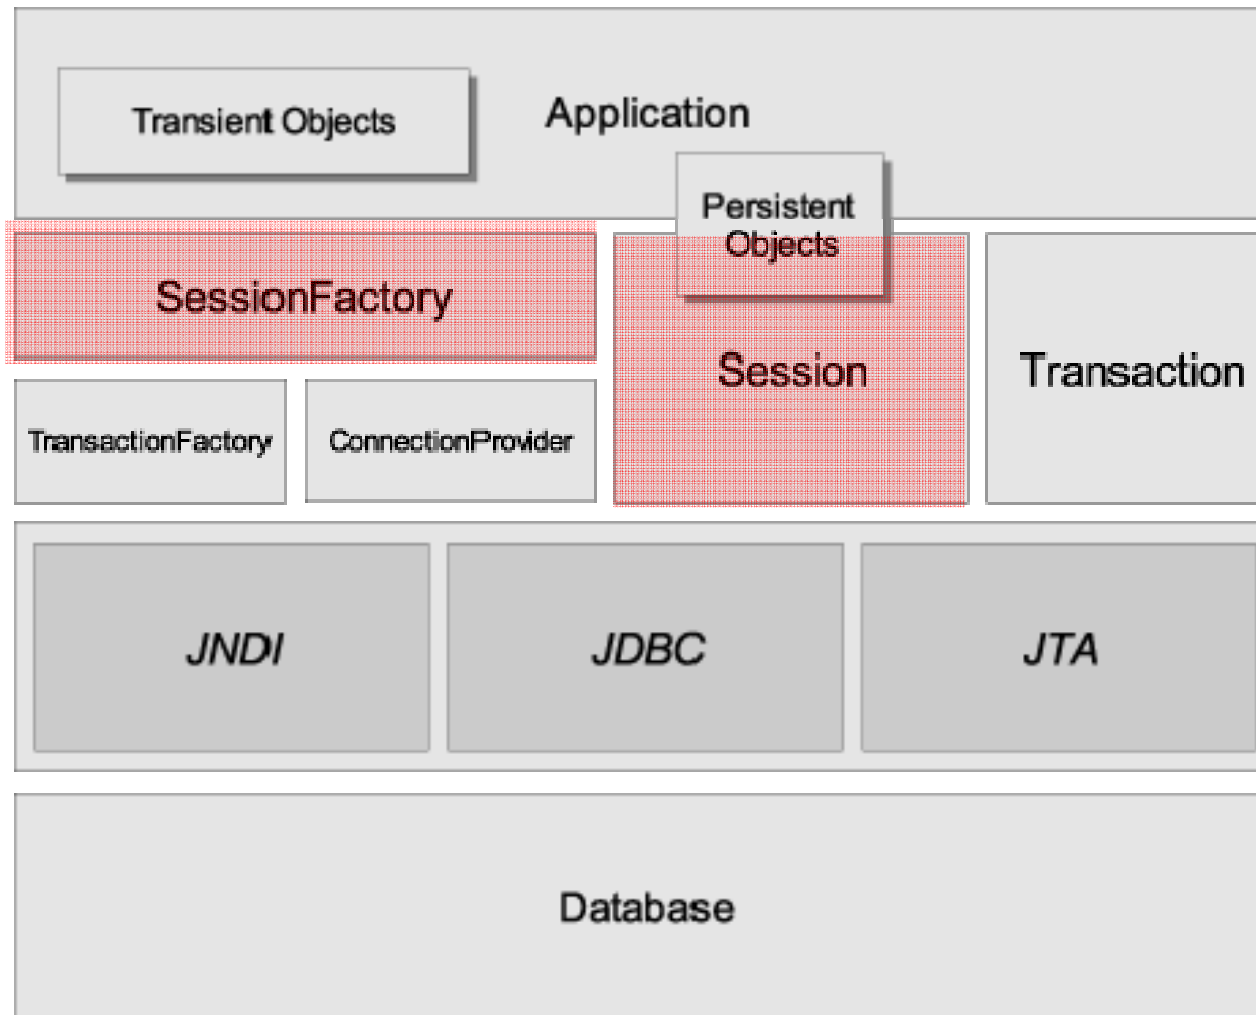 Transient Objects
Application
Persistent
Objects
SessionFactory
Session
Transaction
TransactionFactory
ConnectionProvider
JNDI
JDBC
JTA
Database